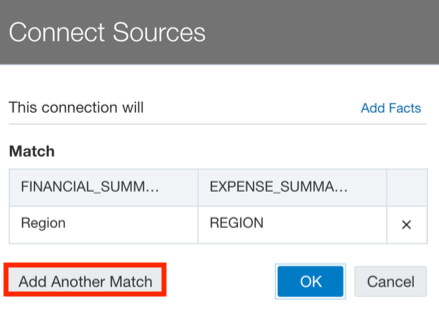 Connect Sources
This connection will Add Facts
Match
FINANCIAL_SUMM... EXPENSE_SUMMA...
Region REGION ×
Add Another Match OK Cancel